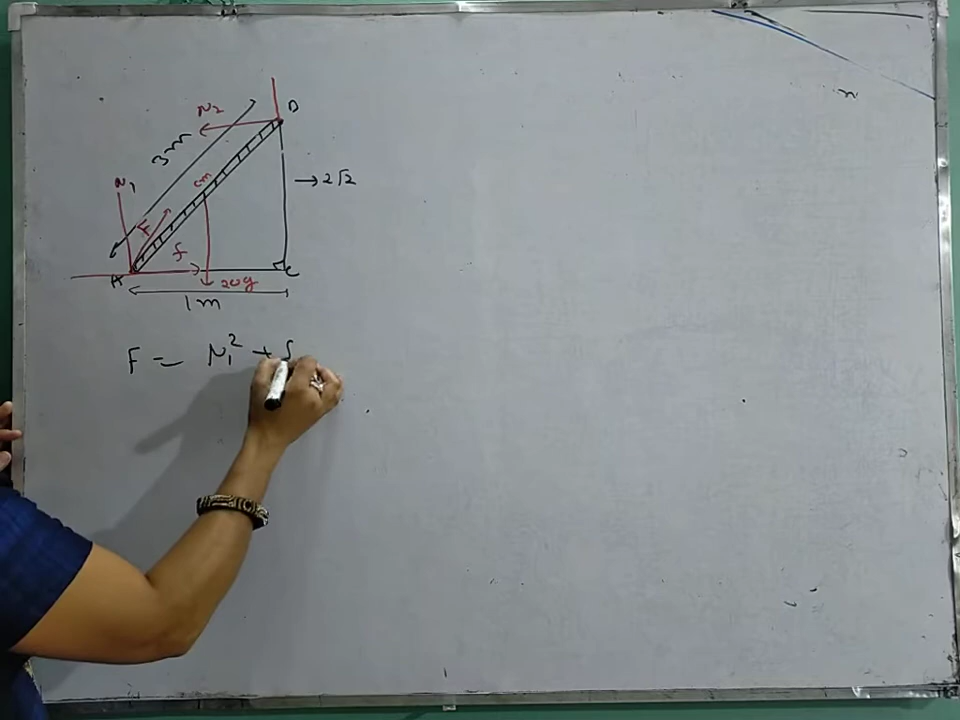 N2
B
3m
cm
→2√2
N1
F
f
A
C
20g
1m
F = N1² + f